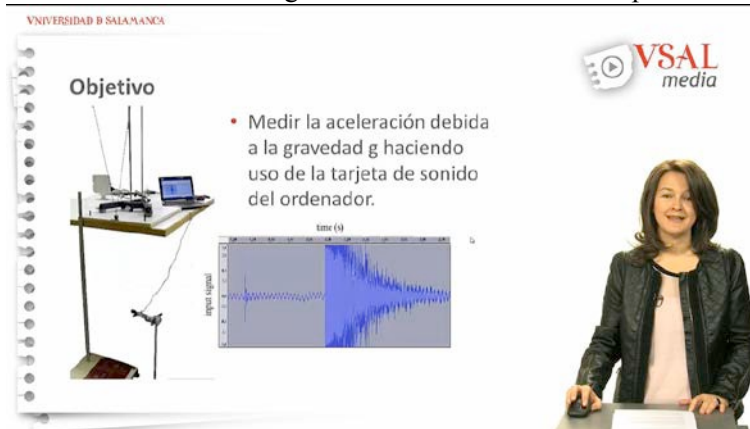 VNIVERSIDAD D SALAMANCA
VSAL
media
Objetivo
• Medir la aceleración debida
a la gravedad g haciendo
uso de la tarjeta de sonido
del ordenador.
time (s)
input signal